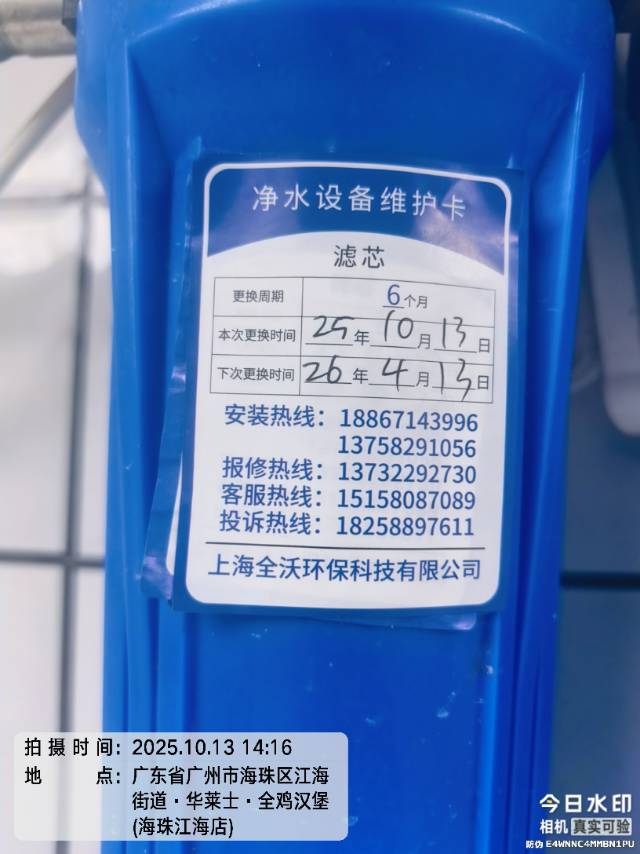 净水设备维护卡
滤芯
更换周期 6个月
本次更换时间 25年10月13日
下次更换时间 26年4月13日
安装热线：18867143996
13758291056
报修热线：13732292730
客服热线：15158087089
投诉热线：18258897611
上海全沃环保科技有限公司
拍摄时间：2025.10.13 14:16
地点：广东省广州市海珠区江海
街道·华莱士·全鸡汉堡
(海珠江海店)
今日水印
相机 真实可验
防伪 E4WNNC4MMBN1PU